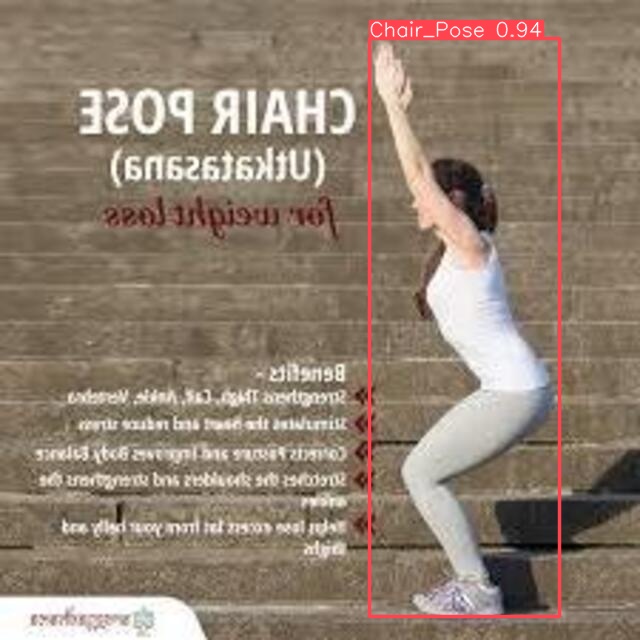 Chair_Pose 0.94
CHAIR POSE
(Utkatasana)
for weight loss
Benefits -
Strengthens Thigh, Calf, Ankle, Vertebra
Stimulates the heart and reduce stress
Corrects Posture and Improves Body Balance
Stretches the shoulders and strengthens the
ankles
Helps lose excess fat from your belly and
thighs